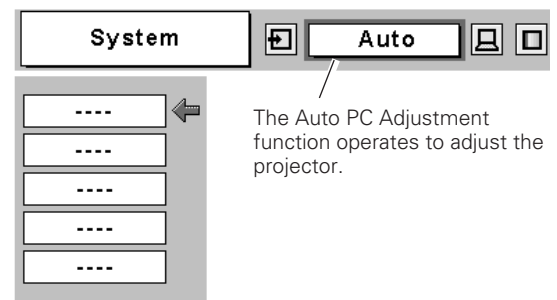 System Auto
----
----
----
----
----
The Auto PC Adjustment
function operates to adjust the
projector.